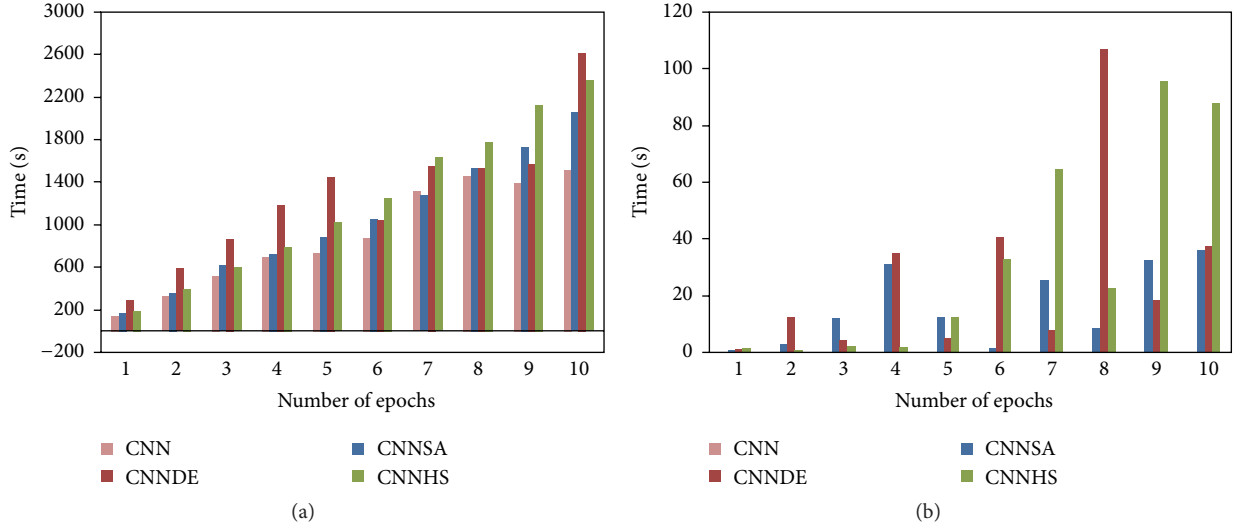 3000
2600
2200
1800
1400
1000
600
200
−200
Time (s)
1 2 3 4 5 6 7 8 9 10
Number of epochs
CNN CNNSA
CNNDE CNNHS
(a)
120
100
80
60
40
20
0
Time (s)
1 2 3 4 5 6 7 8 9 10
Number of epochs
CNN CNNSA
CNNDE CNNHS
(b)